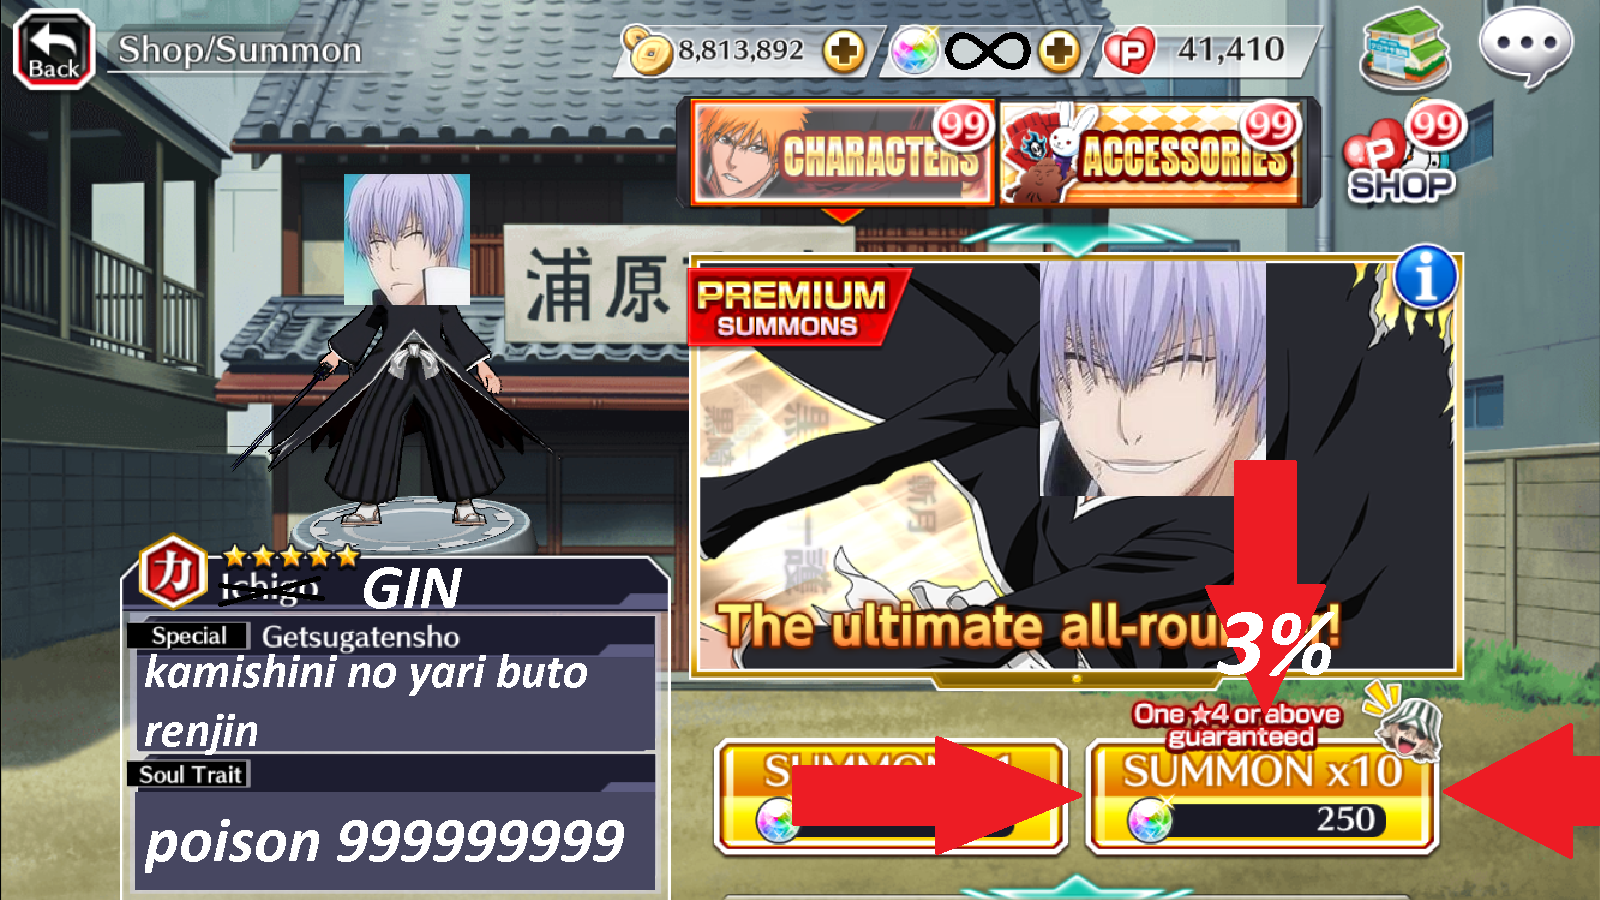 Back
Shop/Summon
8,813,892
41,410
P
CHARACTERS
99
ACCESSORIES
99
P
99
SHOP
浦原
PREMIUM
SUMMONS
i
The ultimate all-rou
3%
力
Ichigo GIN
Special Getsugatensho
kamishini no yari buto
renjin
Soul Trait
poison 999999999
One ★4 or above
guaranteed
SUMMON
SUMMON x10
250